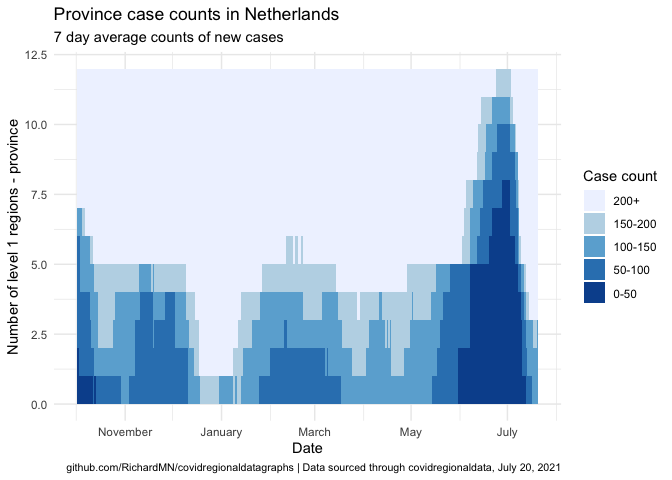 Province case counts in Netherlands
7 day average counts of new cases
Number of level 1 regions - province
12.5
10.0
7.5
5.0
2.5
0.0
November January March May July
Date
Case count
200+
150-200
100-150
50-100
0-50
github.com/RichardMN/covidregionaldatagraphs | Data sourced through covidregionaldata, July 20, 2021